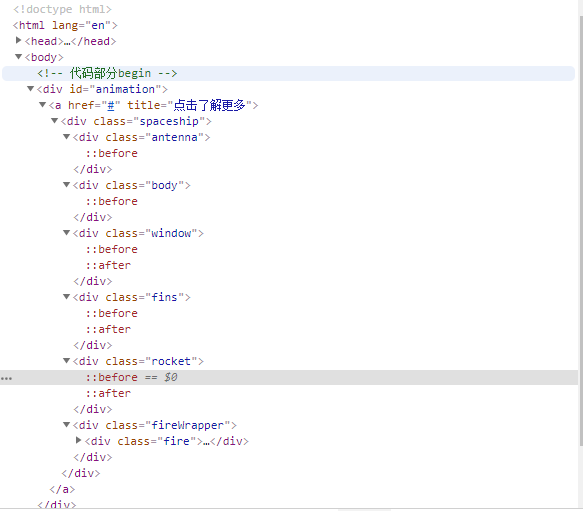 <!doctype html>
<html lang="en">
<head>…</head>
<body>
<!-- 代码部分begin -->
<div id="animation">
<a href="#" title="点击了解更多">
<div class="spaceship">
<div class="antenna">
::before
</div>
<div class="body">
::before
</div>
<div class="window">
::before
::after
</div>
<div class="fins">
::before
::after
</div>
<div class="rocket">
::before == $0
::after
</div>
<div class="fireWrapper">
<div class="fire">…</div>
</div>
</div>
</a>
</div>